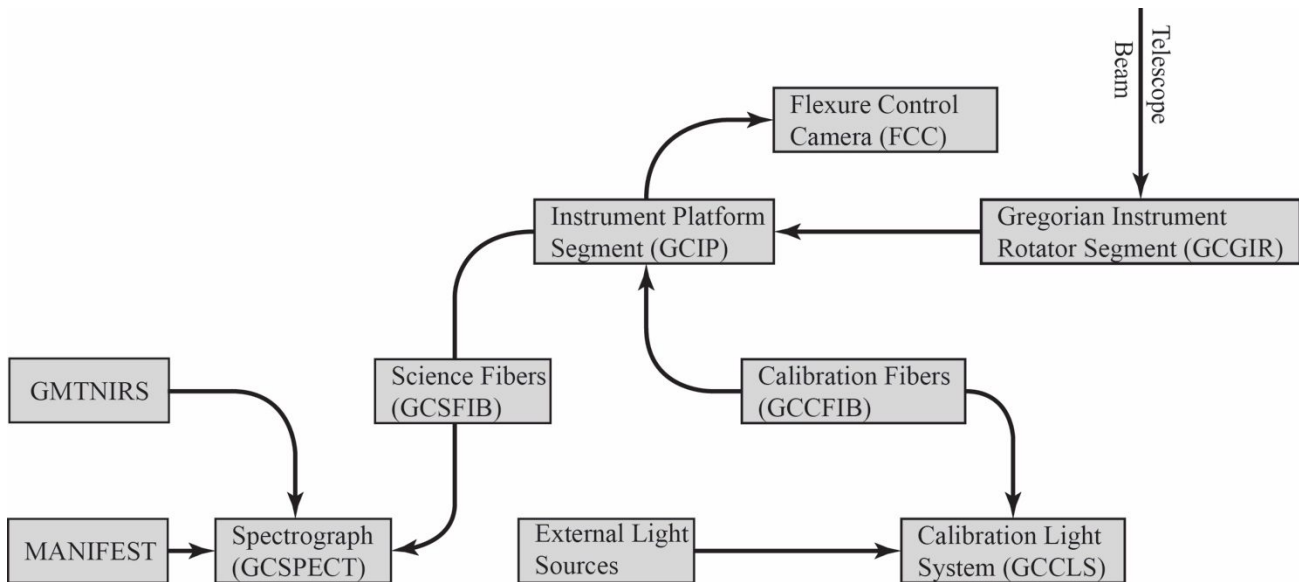 Telescope
Beam
Flexure Control
Camera (FCC)
Instrument Platform
Segment (GCIP)
Gregorian Instrument
Rotator Segment (GCGIR)
GMTNIRS
Science Fibers
(GCSFIB)
Calibration Fibers
(GCCFIB)
MANIFEST
Spectrograph
(GCSPECT)
External Light
Sources
Calibration Light
System (GCCLS)